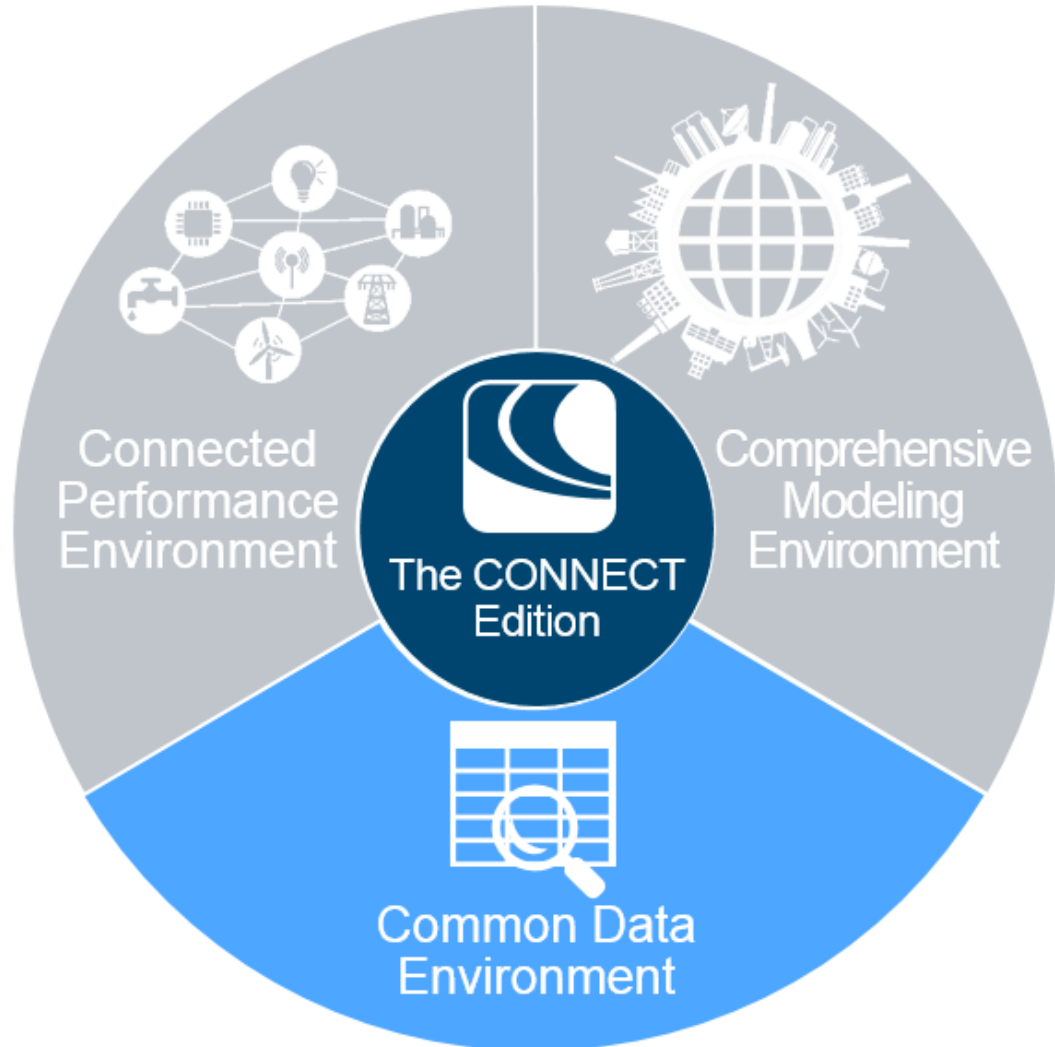 Connected
Performance
Environment
Comprehensive
Modeling
Environment
The CONNECT
Edition
Common Data
Environment